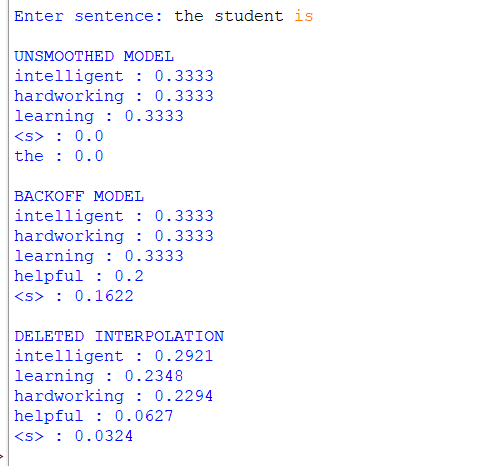 Enter sentence: the student is
UNSMOOTHED MODEL
intelligent : 0.3333
hardworking : 0.3333
learning : 0.3333
<s> : 0.0
the : 0.0
BACKOFF MODEL
intelligent : 0.3333
hardworking : 0.3333
learning : 0.3333
helpful : 0.2
<s> : 0.1622
DELETED INTERPOLATION
intelligent : 0.2921
learning : 0.2348
hardworking : 0.2294
helpful : 0.0627
<s> : 0.0324